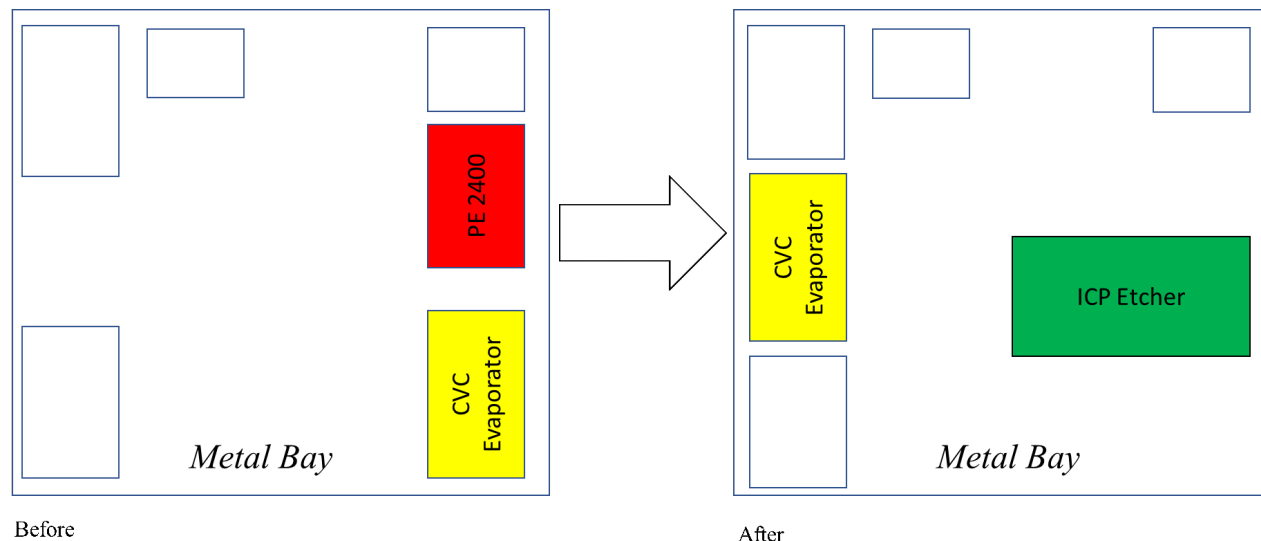 PE 2400
CVC
Evaporator
Metal Bay
Before
CVC
Evaporator
ICP Etcher
Metal Bay
After